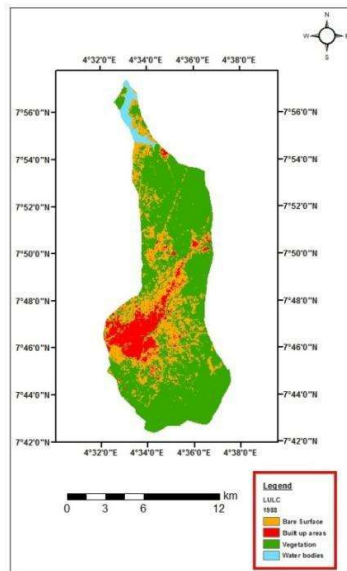 N
W E
S
4°32'0"E 4°34'0"E 4°36'0"E 4°38'0"E
7°56'0"N 7°56'0"N
7°54'0"N 7°54'0"N
7°52'0"N 7°52'0"N
7°50'0"N 7°50'0"N
7°48'0"N 7°48'0"N
7°46'0"N 7°46'0"N
7°44'0"N 7°44'0"N
7°42'0"N 7°42'0"N
4°32'0"E 4°34'0"E 4°36'0"E 4°38'0"E
km
0 3 6 12
Legend
LULC
1988
Bare Surface
Built up areas
Vegetation
Water bodies